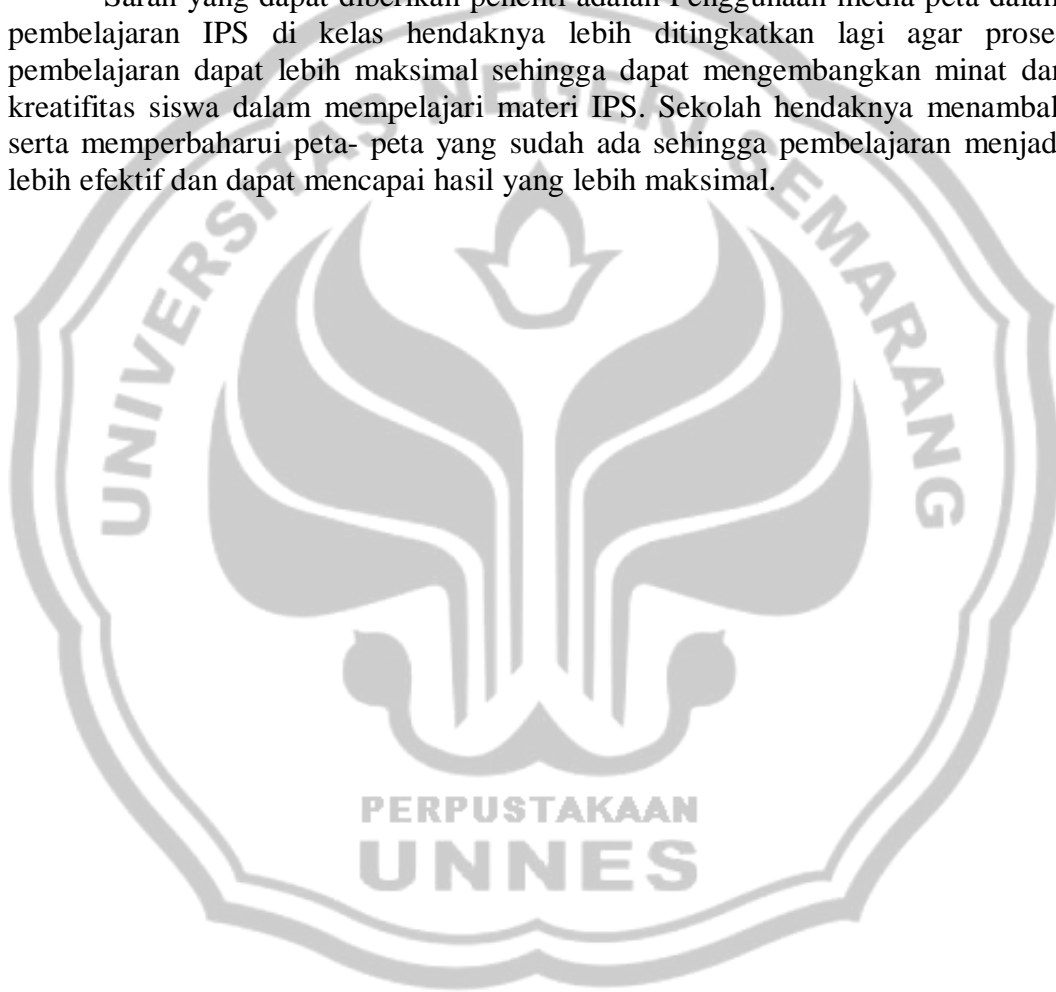 Saran yang dapat diberikan peneliti adalah Penggunaan media peta dalam
pembelajaran IPS di kelas hendaknya lebih ditingkatkan lagi agar prose
pembelajaran dapat lebih maksimal sehingga dapat mengembangkan minat dan
kreatifitas siswa dalam mempelajari materi IPS. Sekolah hendaknya menambah
serta memperbaharui peta- peta yang sudah ada sehingga pembelajaran menjad
lebih efektif dan dapat mencapai hasil yang lebih maksimal.
UNIVERSITAS NEGERI SEMARANG
PERPUSTAKAAN
UNNES